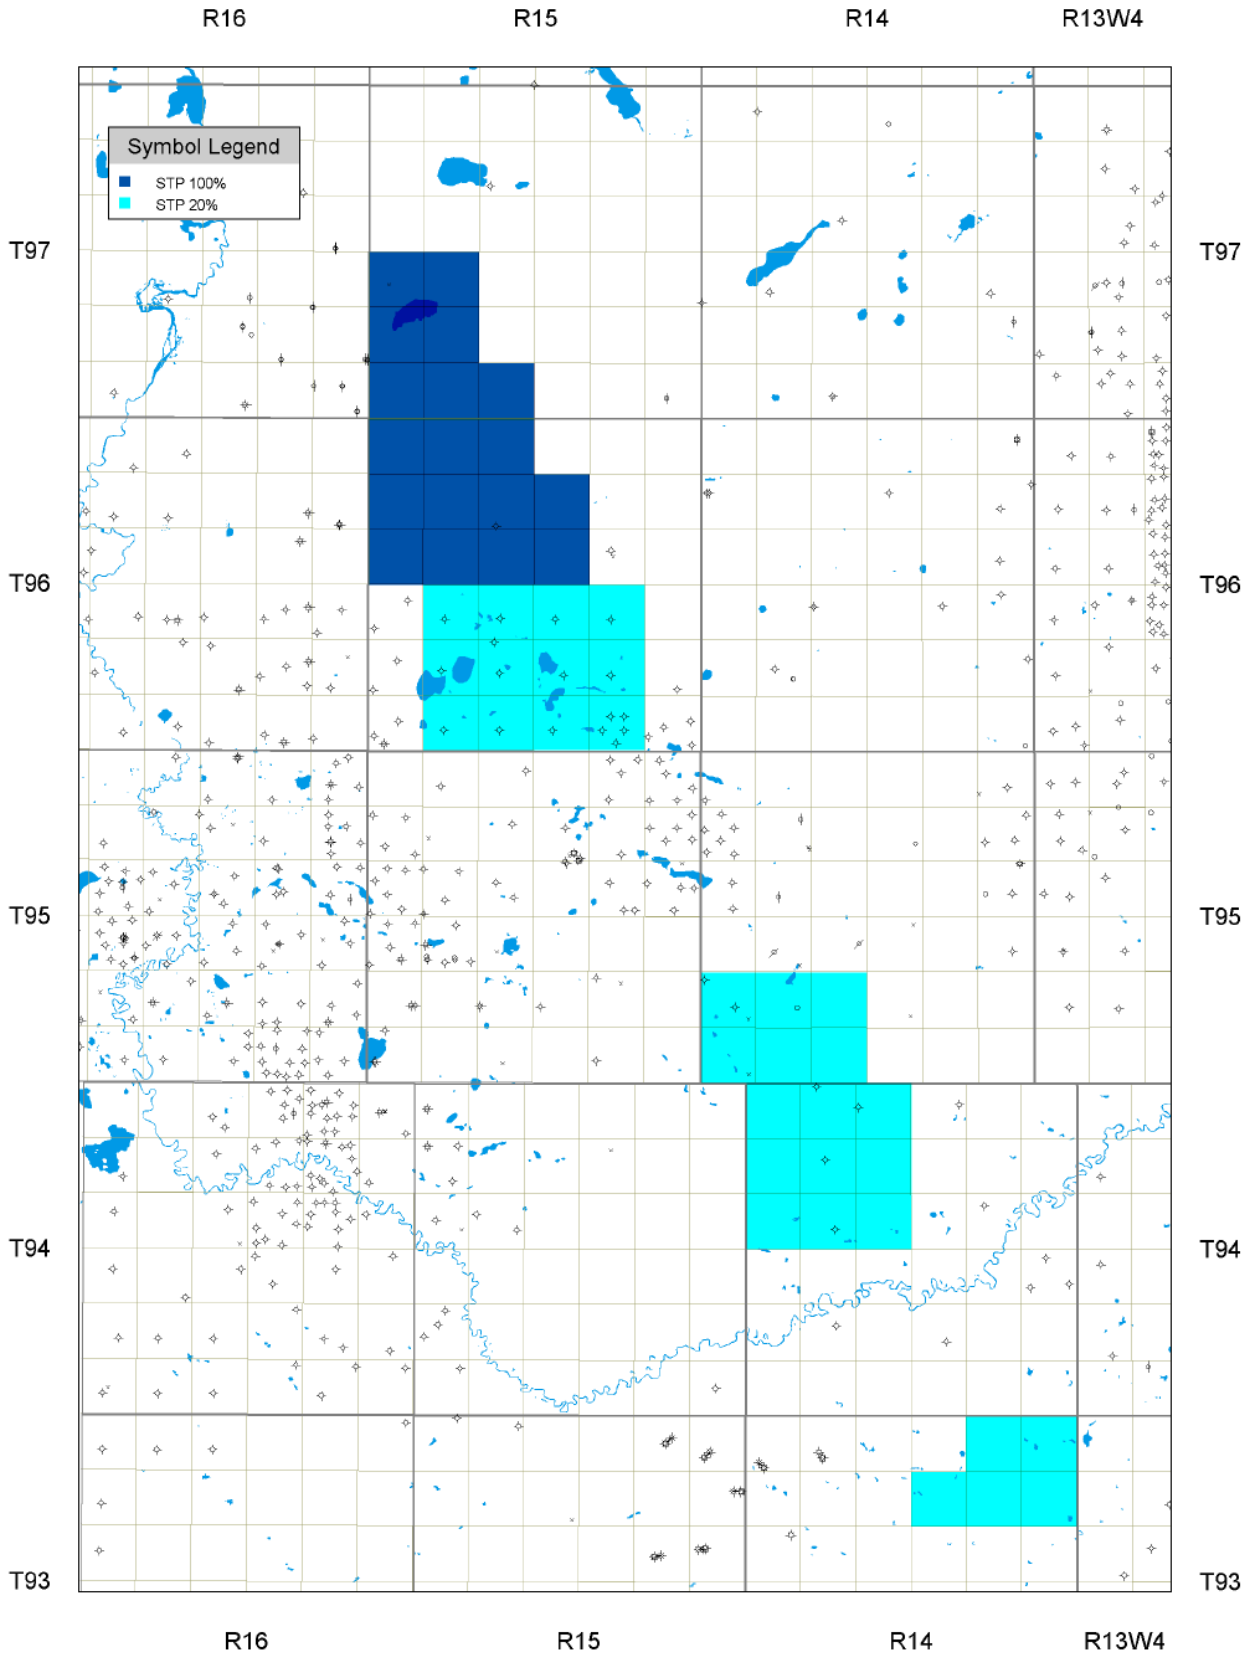 R16 R15 R14 R13W4
Symbol Legend
STP 100%
STP 20%
T97 T97
T96 T96
T95 T95
T94 T94
T93 T93
R16 R15 R14 R13W4